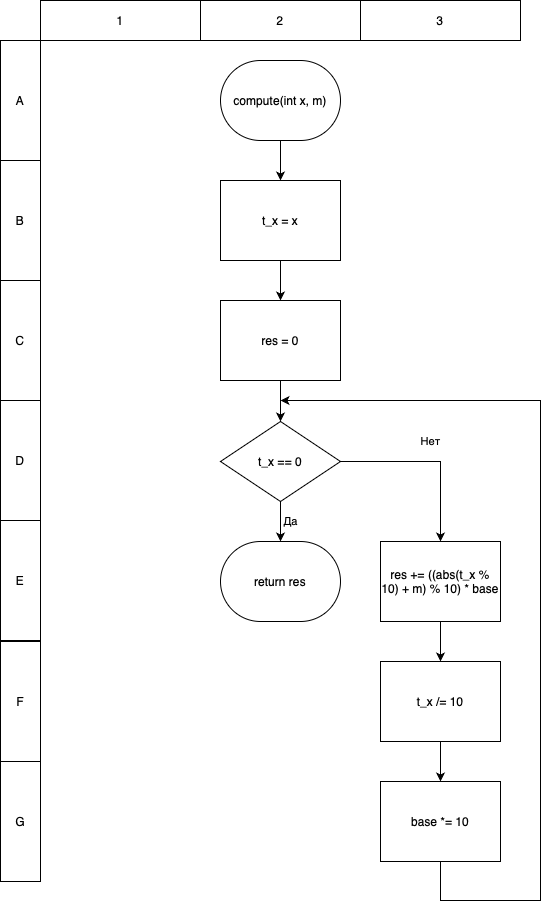 1
2
3
A
compute(int x, m)
B
t_x = x
C
res = 0
D
t_x == 0
Нет
Да
E
return res
res += ((abs(t_x %
10) + m) % 10) * base
F
t_x /= 10
G
base *= 10